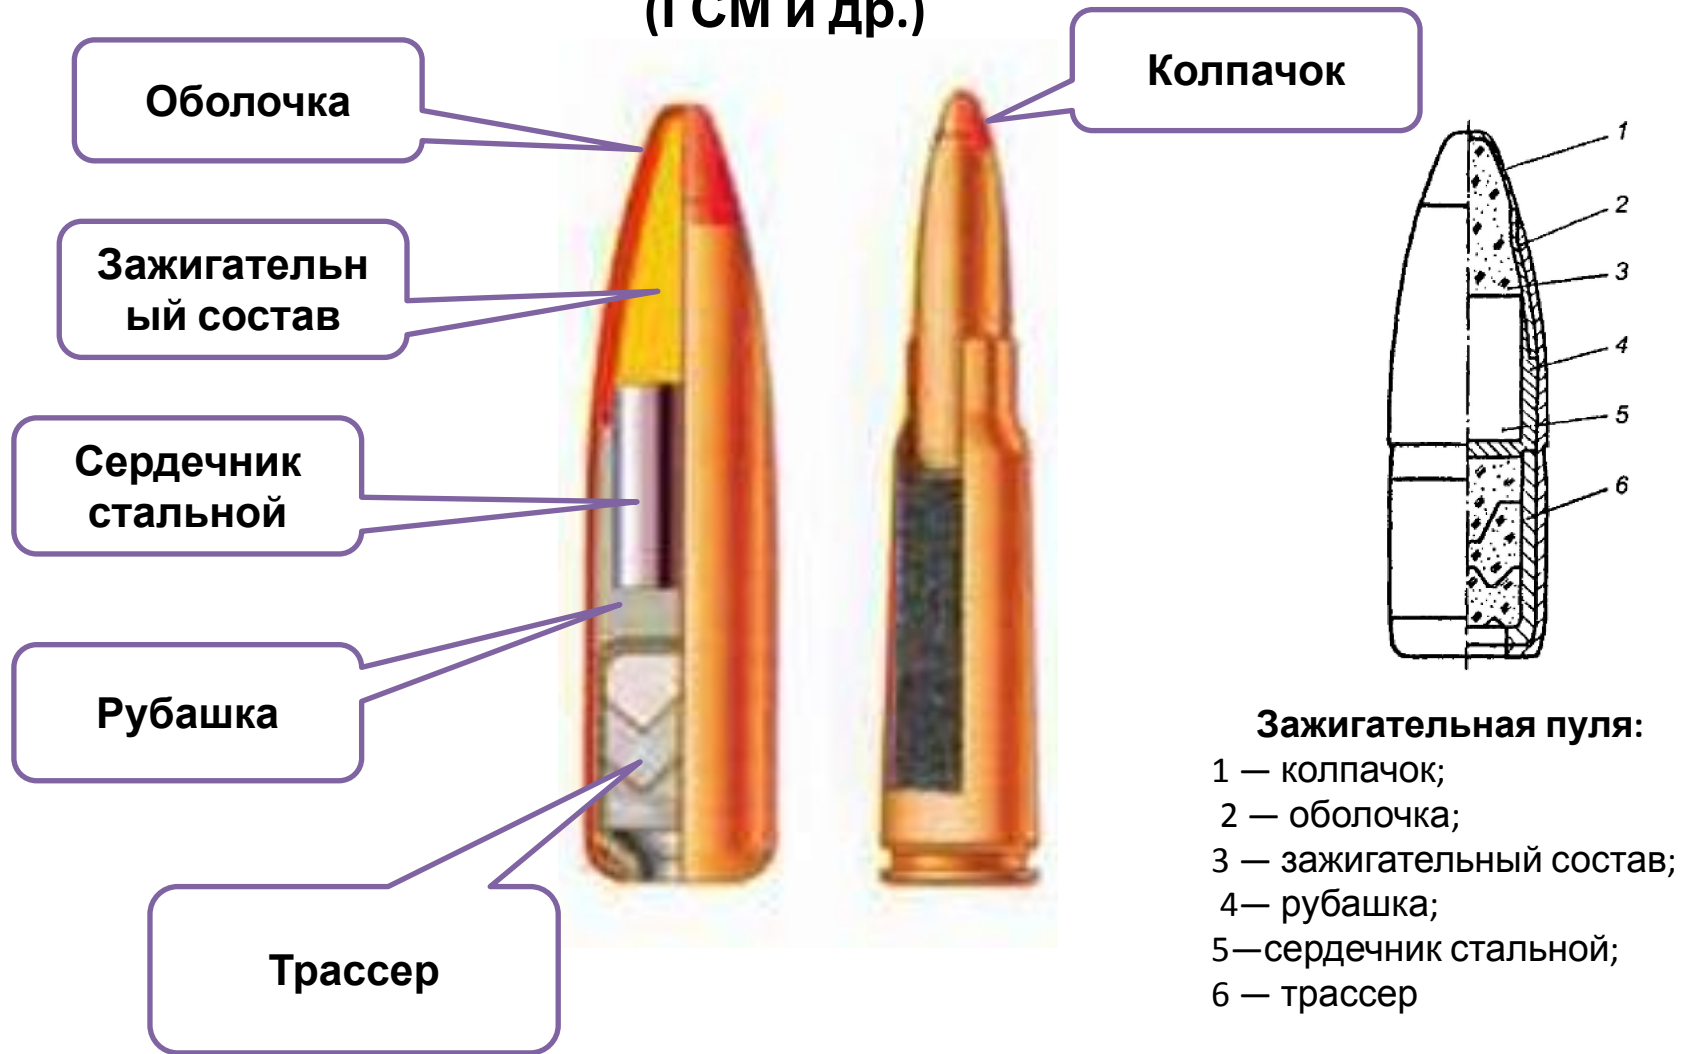 (ГСМ и др.)
Оболочка
Колпачок
Зажигательн
ый состав
Сердечник
стальной
Рубашка
Трассер
1
2
3
4
5
6
Зажигательная пуля:
1 — колпачок;
2 — оболочка;
3 — зажигательный состав;
4— рубашка;
5—сердечник стальной;
6 — трассер